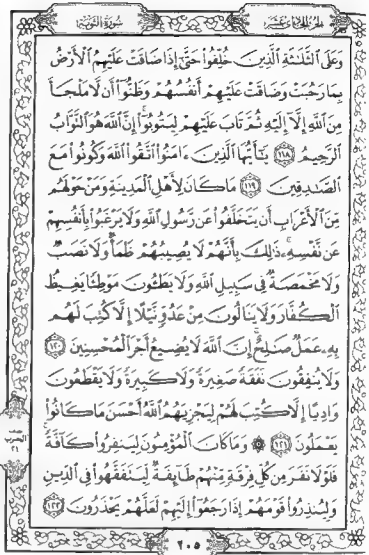 الجزء الحادي عشر
سورة التوبة
وَعَلَى ٱلثَّلَٰثَةِ ٱلَّذِينَ خُلِّفُوا۟ حَتَّىٰٓ إِذَا ضَاقَتْ عَلَيْهِمُ ٱلْأَرْضُ
بِمَا رَحُبَتْ وَضَاقَتْ عَلَيْهِمْ أَنفُسُهُمْ وَظَنُّوٓا۟ أَن لَّا مَلْجَأَ
مِنَ ٱللَّهِ إِلَّآ إِلَيْهِ ثُمَّ تَابَ عَلَيْهِمْ لِيَتُوبُوٓا۟ إِنَّ ٱللَّهَ هُوَ ٱلتَّوَّابُ
ٱلرَّحِيمُ ١١٨ يَٰٓأَيُّهَا ٱلَّذِينَ ءَامَنُوا۟ ٱتَّقُوا۟ ٱللَّهَ وَكُونُوا۟ مَعَ
ٱلصَّٰدِقِينَ ١١٩ مَا كَانَ لِأَهْلِ ٱلْمَدِينَةِ وَمَنْ حَوْلَهُم
مِّنَ ٱلْأَعْرَابِ أَن يَتَخَلَّفُوا۟ عَن رَّسُولِ ٱللَّهِ وَلَا يَرْغَبُوا۟ بِأَنفُسِهِمْ
عَن نَّفْسِهِۦ ذَٰلِكَ بِأَنَّهُمْ لَا يُصِيبُهُمْ ظَمَأٌ وَلَا نَصَبٌ
وَلَا مَخْمَصَةٌ فِى سَبِيلِ ٱللَّهِ وَلَا يَطَـُٔونَ مَوْطِئًا يَغِيظُ
ٱلْكُفَّارَ وَلَا يَنَالُونَ مِنْ عَدُوٍّ نَّيْلًا إِلَّا كُتِبَ لَهُم
بِهِۦ عَمَلٌ صَٰلِحٌ إِنَّ ٱللَّهَ لَا يُضِيعُ أَجْرَ ٱلْمُحْسِنِينَ ١٢٠
وَلَا يُنفِقُونَ نَفَقَةً صَغِيرَةً وَلَا كَبِيرَةً وَلَا يَقْطَعُونَ
وَادِيًا إِلَّا كُتِبَ لَهُمْ لِيَجْزِيَهُمُ ٱللَّهُ أَحْسَنَ مَا كَانُوا۟
يَعْمَلُونَ ١٢١ ۞ وَمَا كَانَ ٱلْمُؤْمِنُونَ لِيَنفِرُوا۟ كَآفَّةً
فَلَوْلَا نَفَرَ مِن كُلِّ فِرْقَةٍ مِّنْهُمْ طَآئِفَةٌ لِّيَتَفَقَّهُوا۟ فِى ٱلدِّينِ
وَلِيُنذِرُوا۟ قَوْمَهُمْ إِذَا رَجَعُوٓا۟ إِلَيْهِمْ لَعَلَّهُمْ يَحْذَرُونَ ١٢٢
٢٠٥